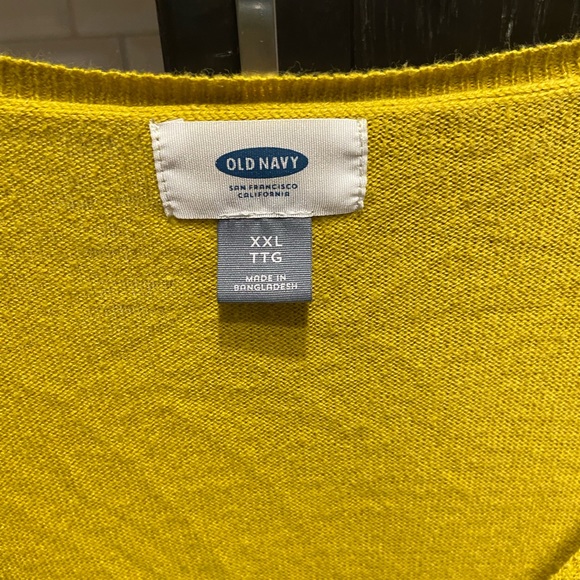 OLD NAVY
SAN FRANCISCO
CALIFORNIA
XXL
TTG
MADE IN
BANGLADESH